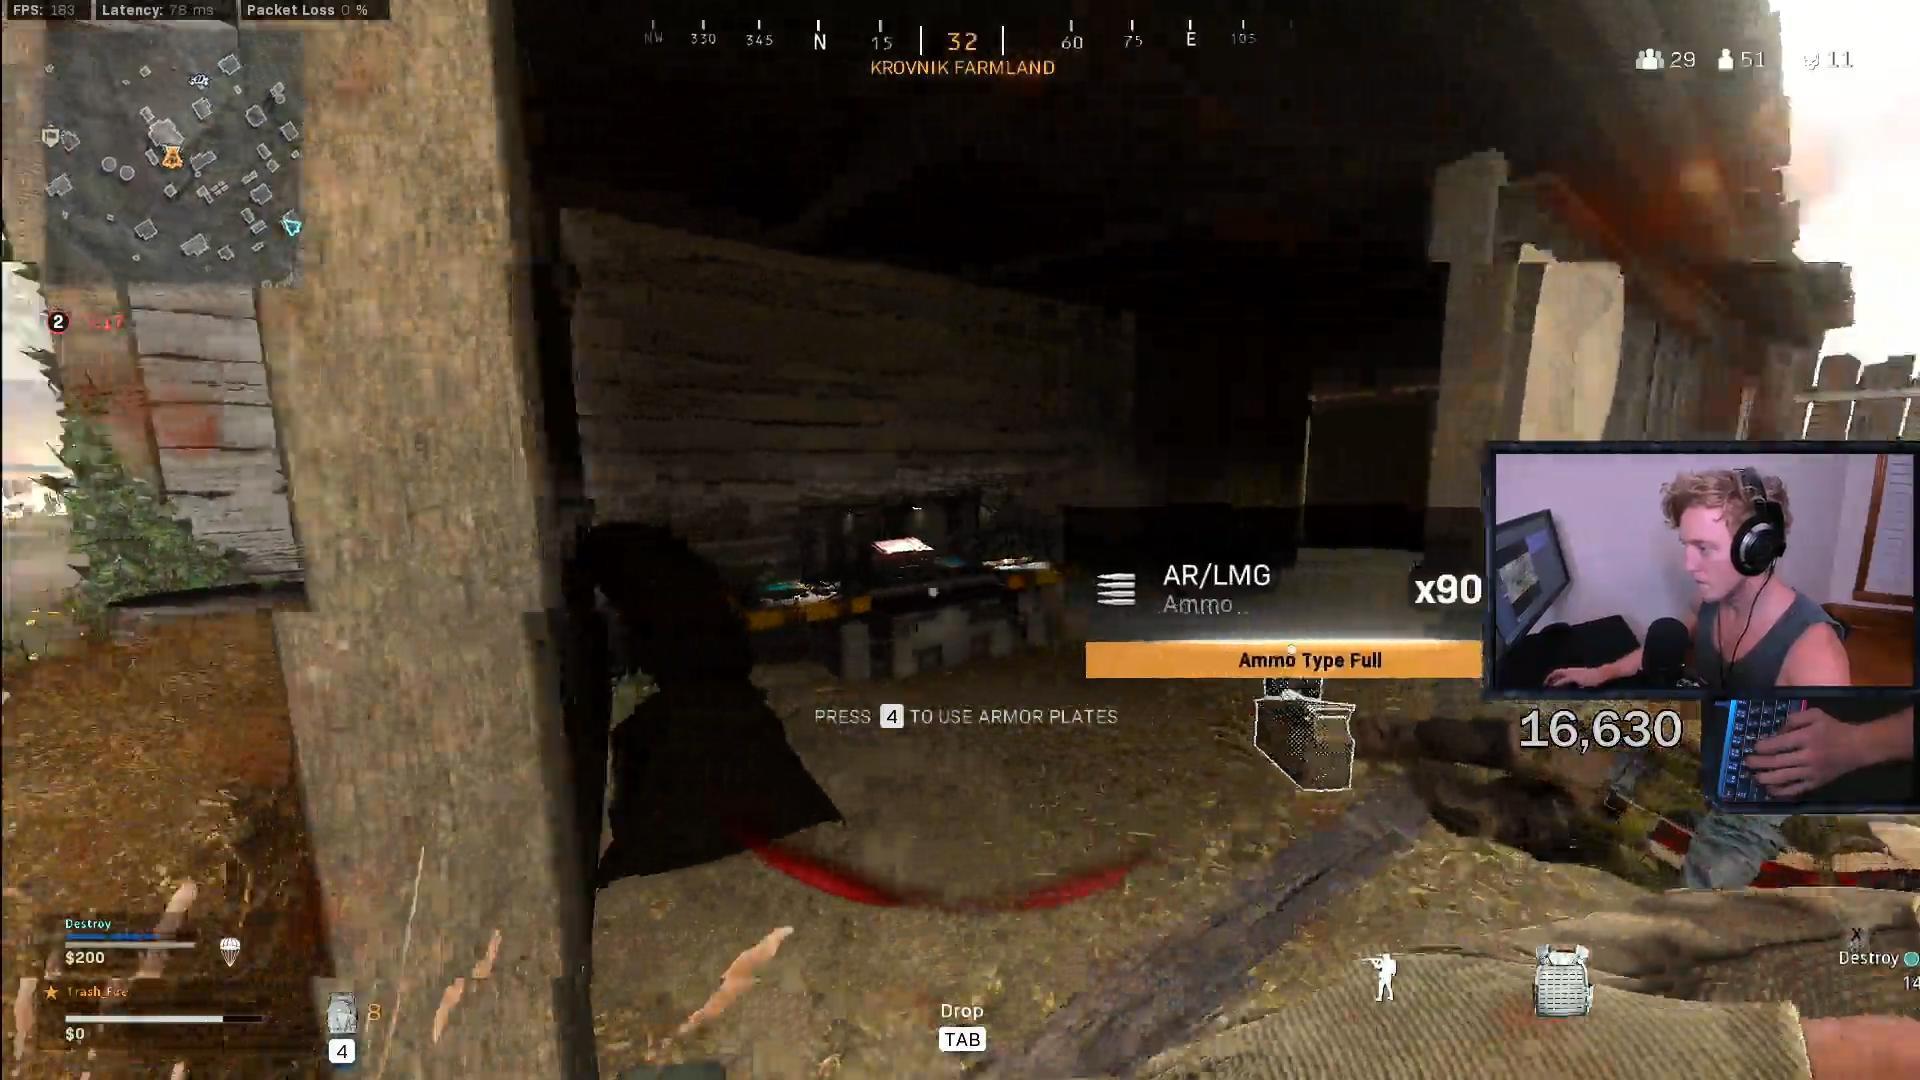 FPS: 183 Latency: 78 ms Packet Loss 0 %
NW 330 345 N 15 32 60 75 E 105
KROVNIK FARMLAND
29 51 11
2
AR/LMG
Ammo
x90
Ammo Type Full
PRESS 4 TO USE ARMOR PLATES
16,630
Destroy
$200
Trash
$0
8
4
Drop
TAB
X
Destroy
14